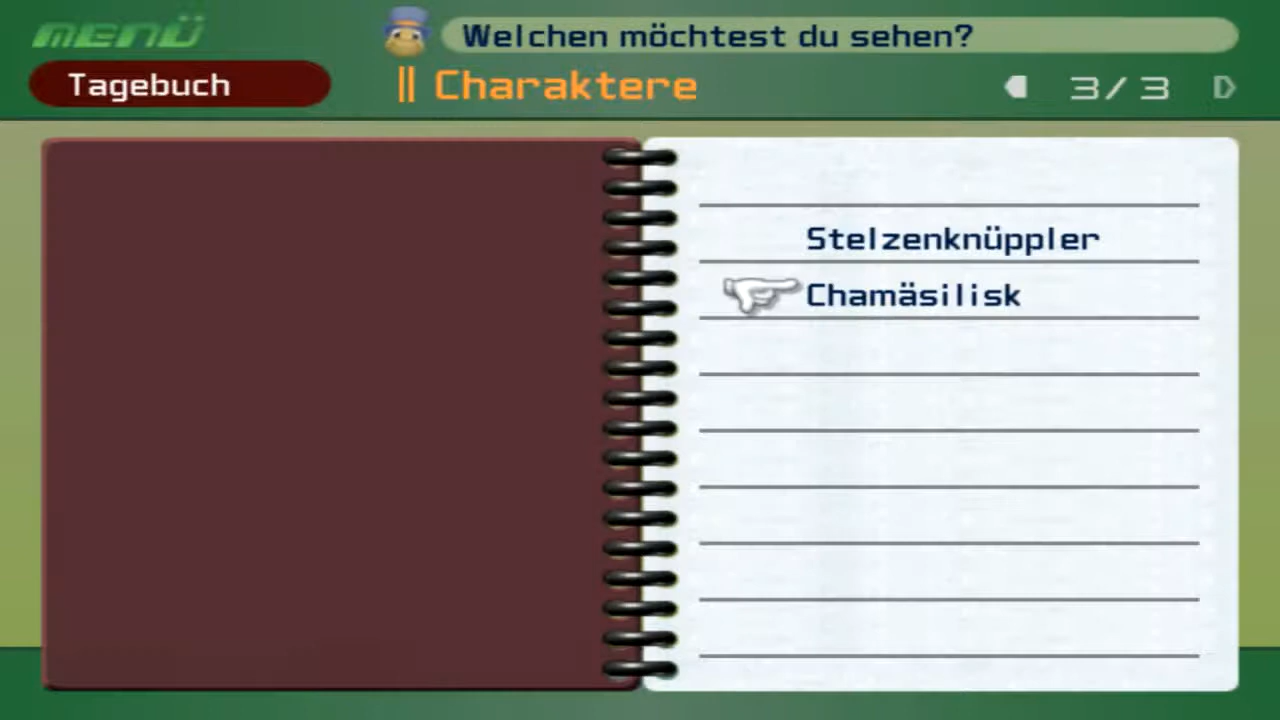 MENÜ
Welchen möchtest du sehen?
Tagebuch
|| Charaktere
3/3
Stelzenknüppler
Chamäsilisk